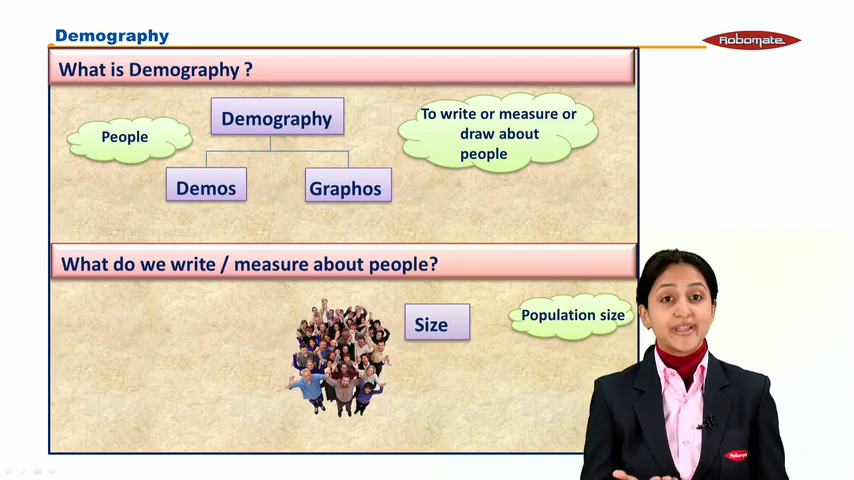 Demography
Robomate
What is Demography ?
People
Demography
To write or measure or
draw about
people
Demos
Graphos
What do we write / measure about people?
Size
Population size
Robomate